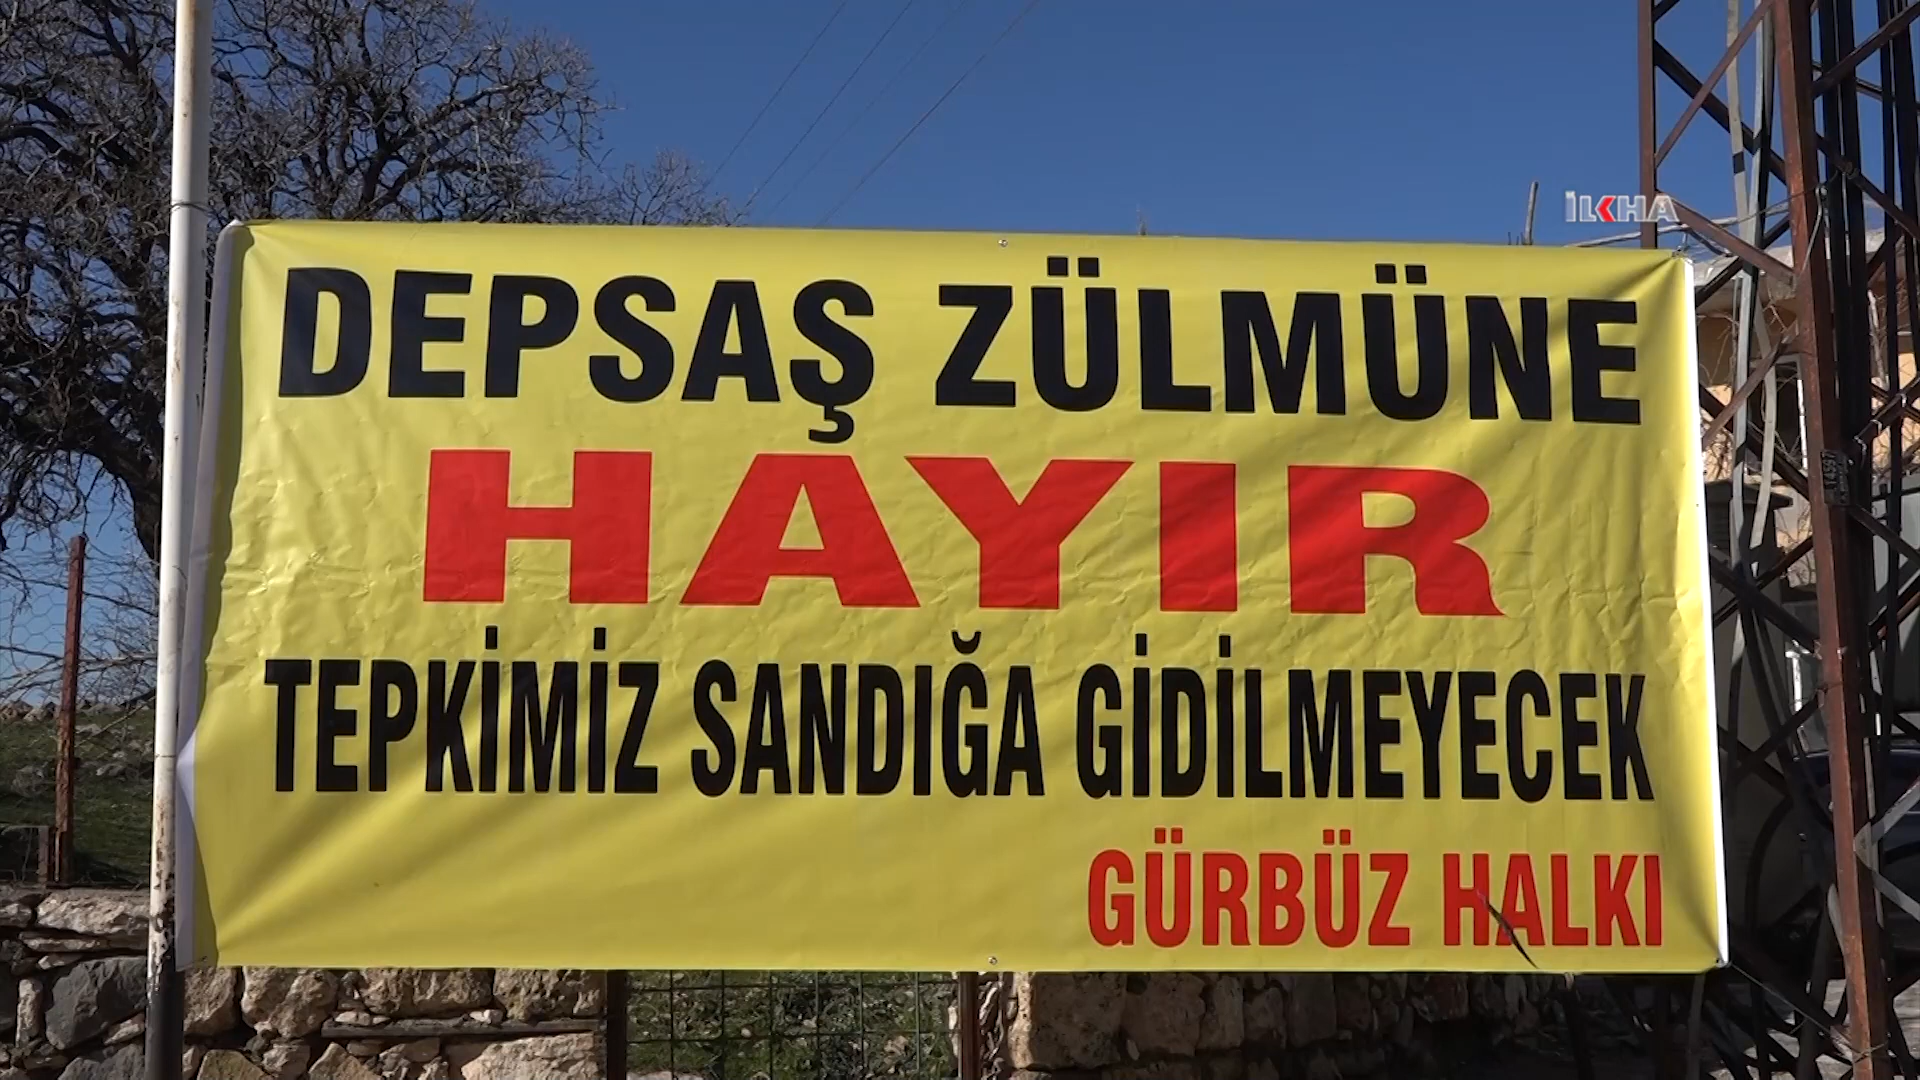 İLKHA
DEPSAŞ ZÜLMÜNE
HAYIR
TEPKİMİZ SANDIĞA GİDİLMEYECEK
GÜRBÜZ HALKI